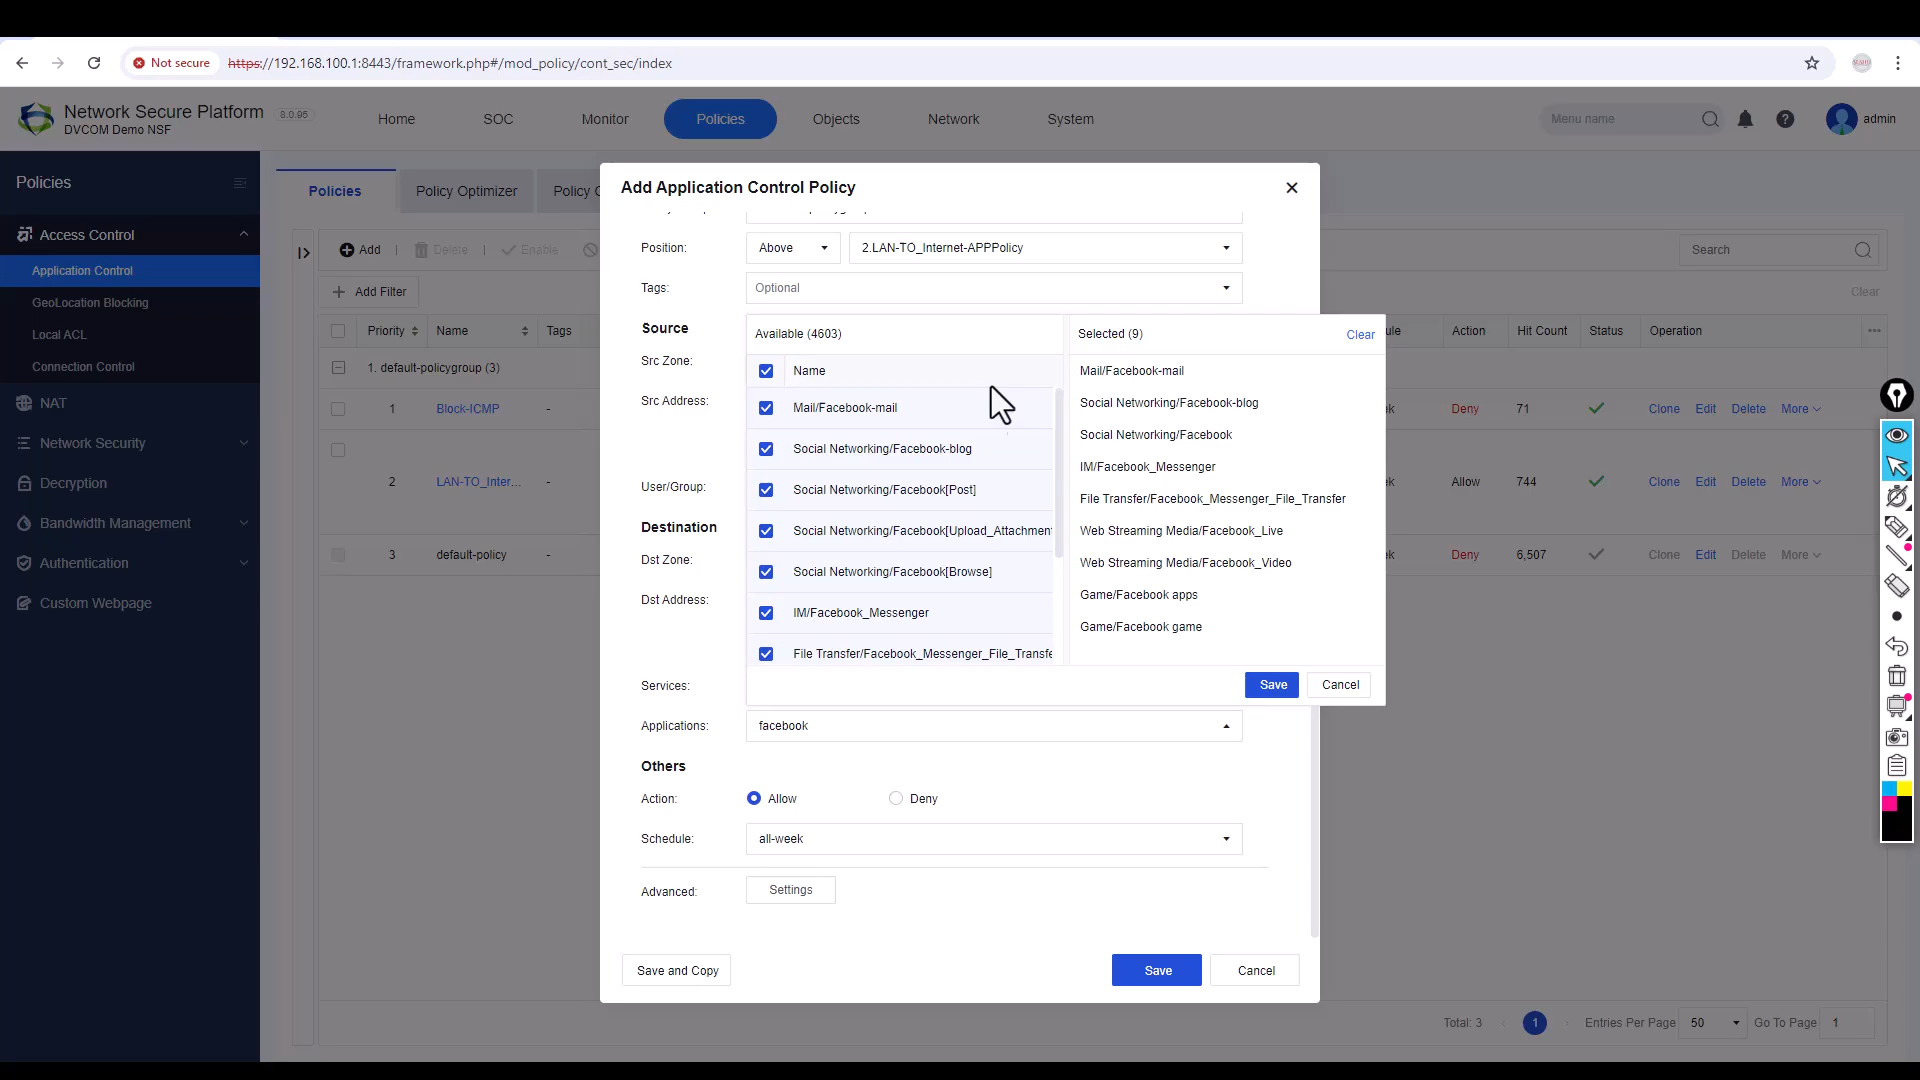 Not secure https://192.168.100.1:8443/framework.php#/mod_policy/cont_sec/index
Network Secure Platform 8.0.95
DVCOM Demo NSF
Home SOC Monitor Policies Objects Network System
Menu name
admin
Policies
Access Control
Application Control
GeoLocation Blocking
Local ACL
Connection Control
NAT
Network Security
Decryption
Bandwidth Management
Authentication
Custom Webpage
Policies Policy Optimizer Policy C
Add Delete Enable
Search
Add Filter
Clear
Priority Name Tags
ule Action Hit Count Status Operation
1. default-policygroup (3)
1 Block-ICMP -
ek Deny 71 Clone Edit Delete More
2 LAN-TO_Inter... -
ek Allow 744 Clone Edit Delete More
3 default-policy -
ek Deny 6,507 Clone Edit Delete More
Total: 3 1 Entries Per Page 50 Go To Page 1
Add Application Control Policy
Position: Above 2.LAN-TO_Internet-APPPolicy
Tags: Optional
Source
Src Zone:
Src Address:
User/Group:
Destination
Dst Zone:
Dst Address:
Services:
Available (4603)
Name
Mail/Facebook-mail
Social Networking/Facebook-blog
Social Networking/Facebook[Post]
Social Networking/Facebook[Upload_Attachment
Social Networking/Facebook[Browse]
IM/Facebook_Messenger
File Transfer/Facebook_Messenger_File_Transfe
Selected (9) Clear
Mail/Facebook-mail
Social Networking/Facebook-blog
Social Networking/Facebook
IM/Facebook_Messenger
File Transfer/Facebook_Messenger_File_Transfer
Web Streaming Media/Facebook_Live
Web Streaming Media/Facebook_Video
Game/Facebook apps
Game/Facebook game
Save Cancel
Applications: facebook
Others
Action: Allow Deny
Schedule: all-week
Advanced: Settings
Save and Copy Save Cancel